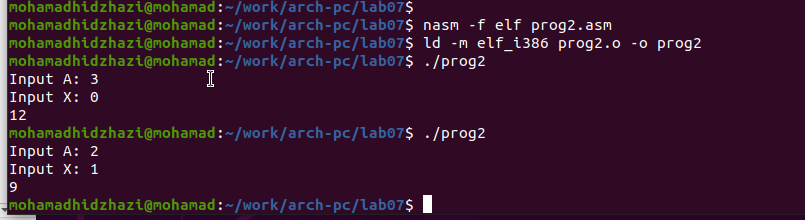 mohamadhidzhazi@mohamad:~/work/arch-pc/lab07$
mohamadhidzhazi@mohamad:~/work/arch-pc/lab07$ nasm -f elf prog2.asm
mohamadhidzhazi@mohamad:~/work/arch-pc/lab07$ ld -m elf_i386 prog2.o -o prog2
mohamadhidzhazi@mohamad:~/work/arch-pc/lab07$ ./prog2
Input A: 3
Input X: 0
12
mohamadhidzhazi@mohamad:~/work/arch-pc/lab07$ ./prog2
Input A: 2
Input X: 1
9
mohamadhidzhazi@mohamad:~/work/arch-pc/lab07$